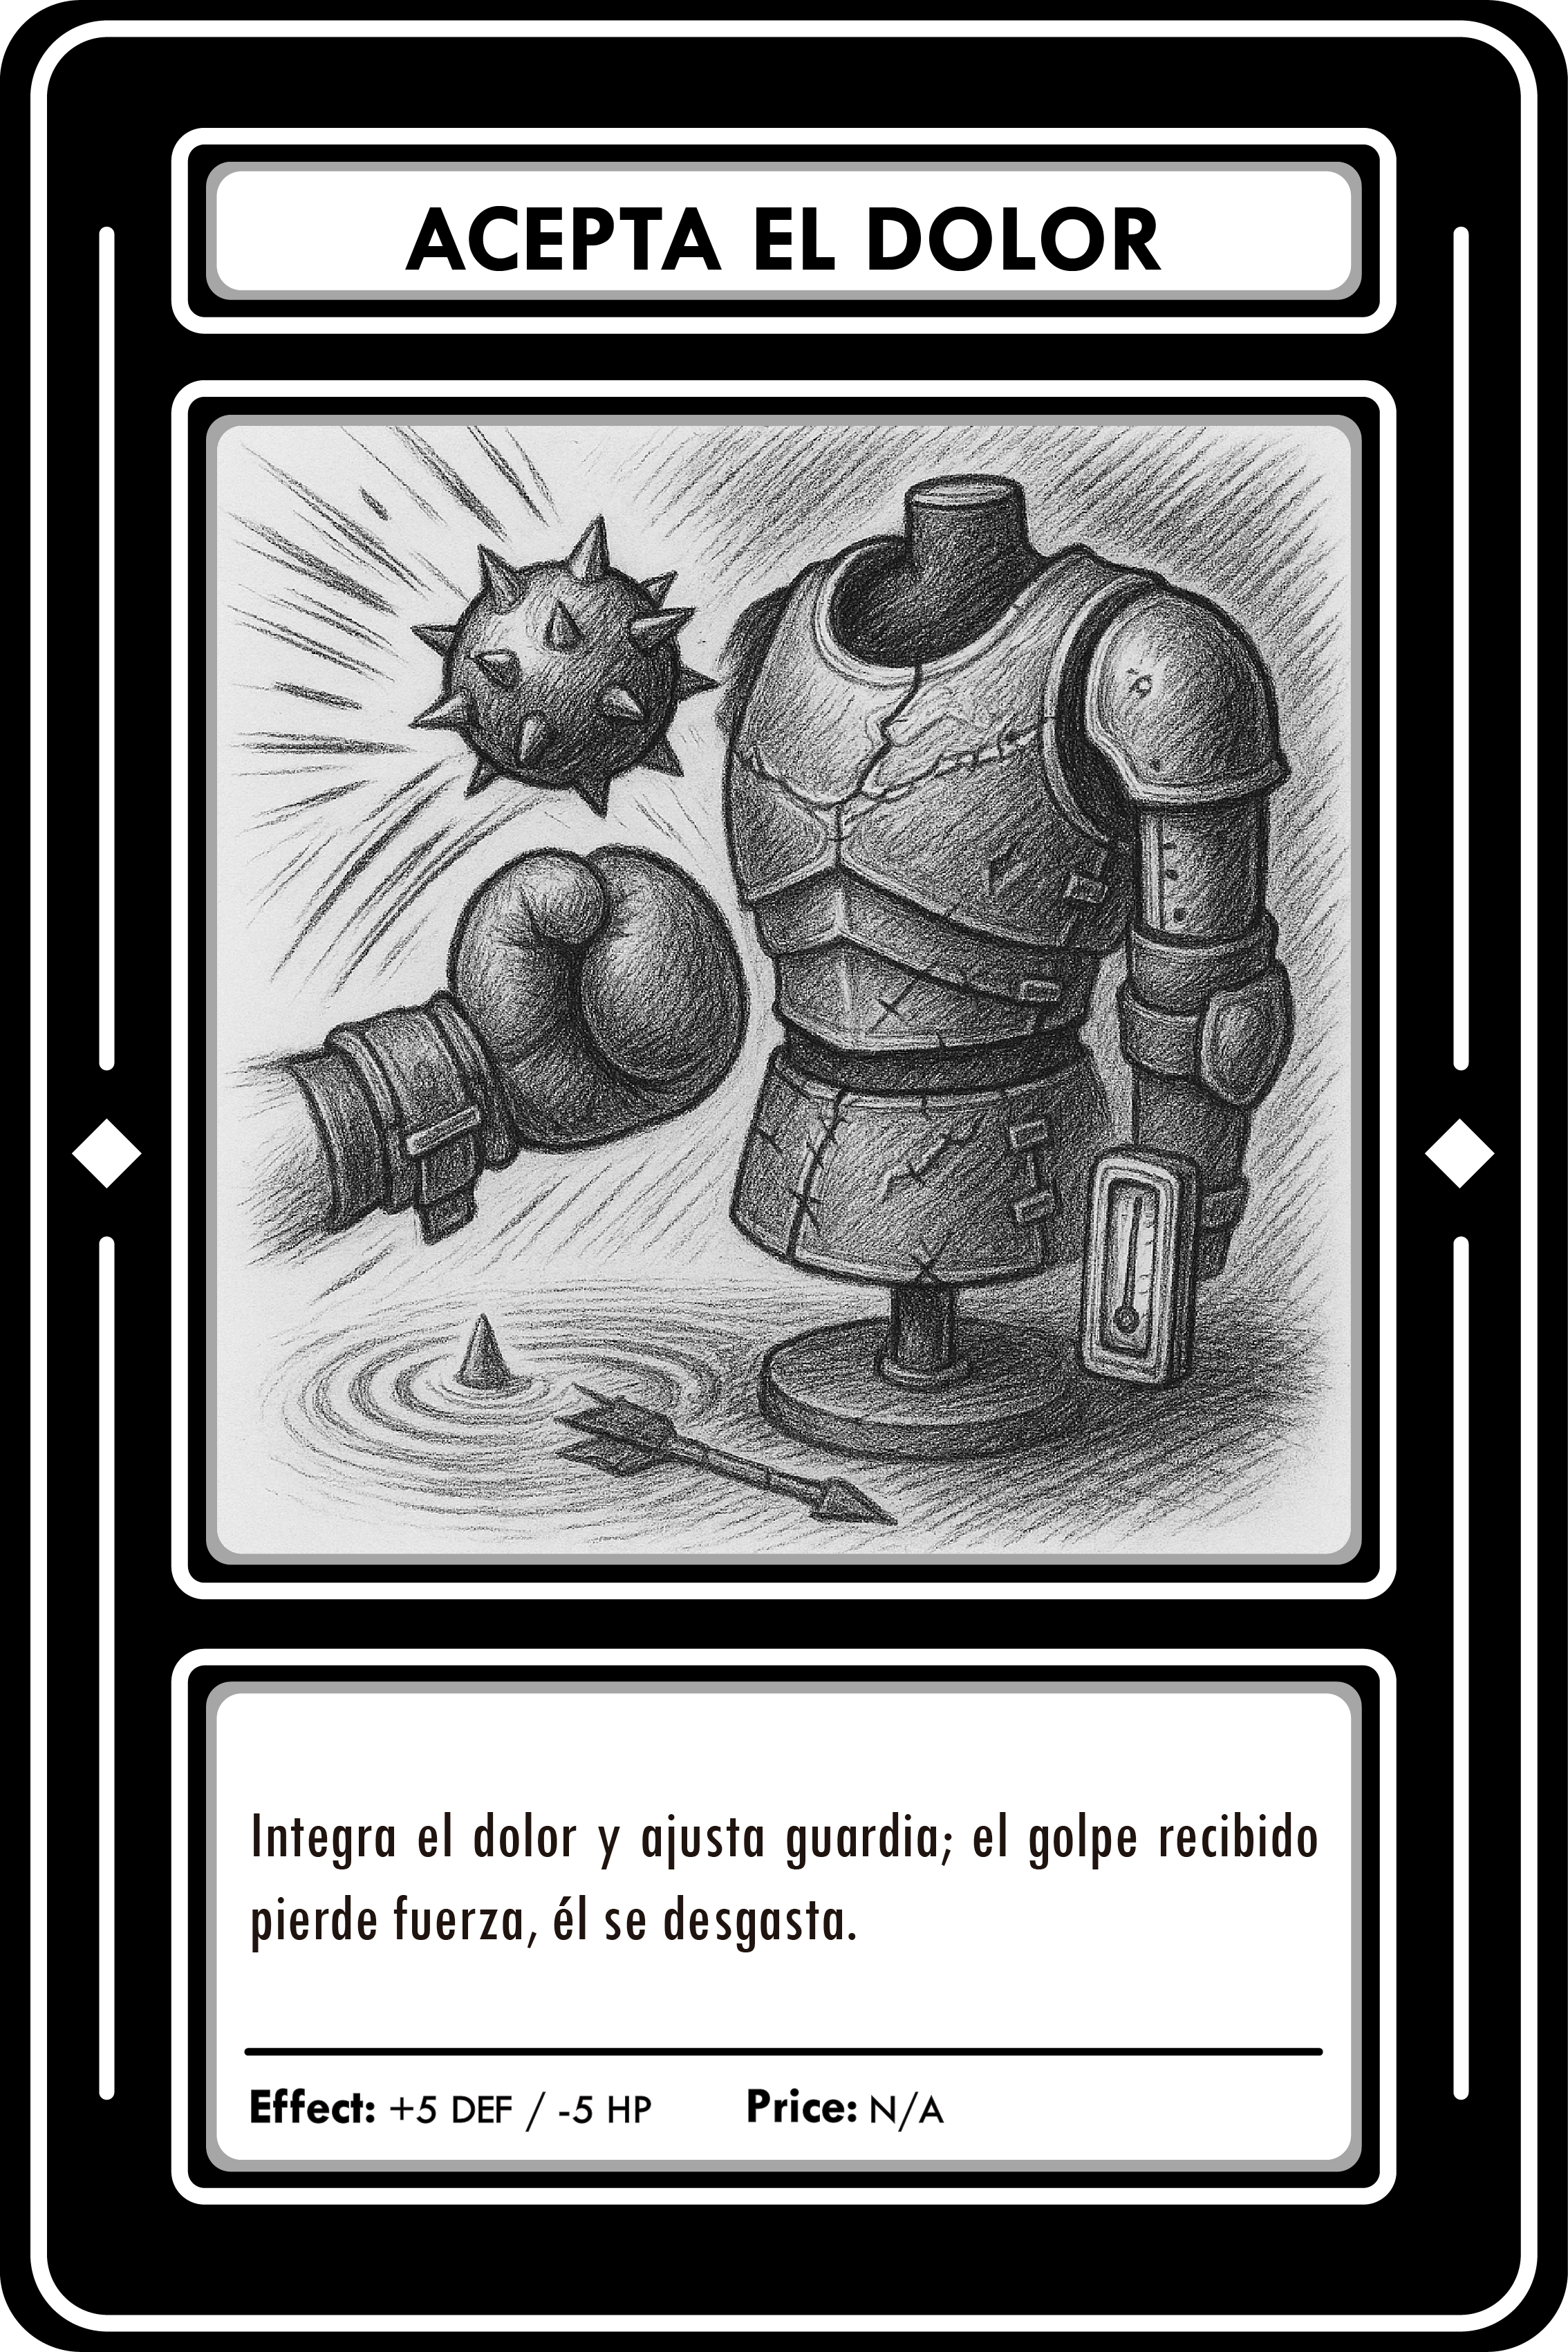 ACEPTA EL DOLOR
Integra el dolor y ajusta guardia; el golpe recibido
pierde fuerza, él se desgasta.
Effect: +5 DEF / -5 HP Price: N/A